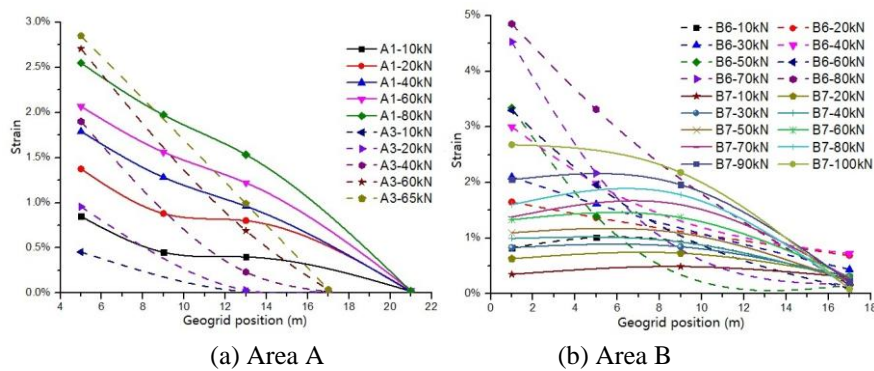 3.0%
2.5%
2.0%
1.5%
1.0%
0.5%
0.0%
Strain
4 6 8 10 12 14 16 18 20 22
Geogrid position (m)
A1-10kN
A1-20kN
A1-40kN
A1-60kN
A1-80kN
A3-10kN
A3-20kN
A3-40kN
A3-60kN
A3-65kN
(a) Area A
5%
4%
3%
2%
1%
0%
Strain
0 2 4 6 8 10 12 14 16 18
Geogrid position (m)
B6-10kN B6-20kN
B6-30kN B6-40kN
B6-50kN B6-60kN
B6-70kN B6-80kN
B7-10kN B7-20kN
B7-30kN B7-40kN
B7-50kN B7-60kN
B7-70kN B7-80kN
B7-90kN B7-100kN
(b) Area B